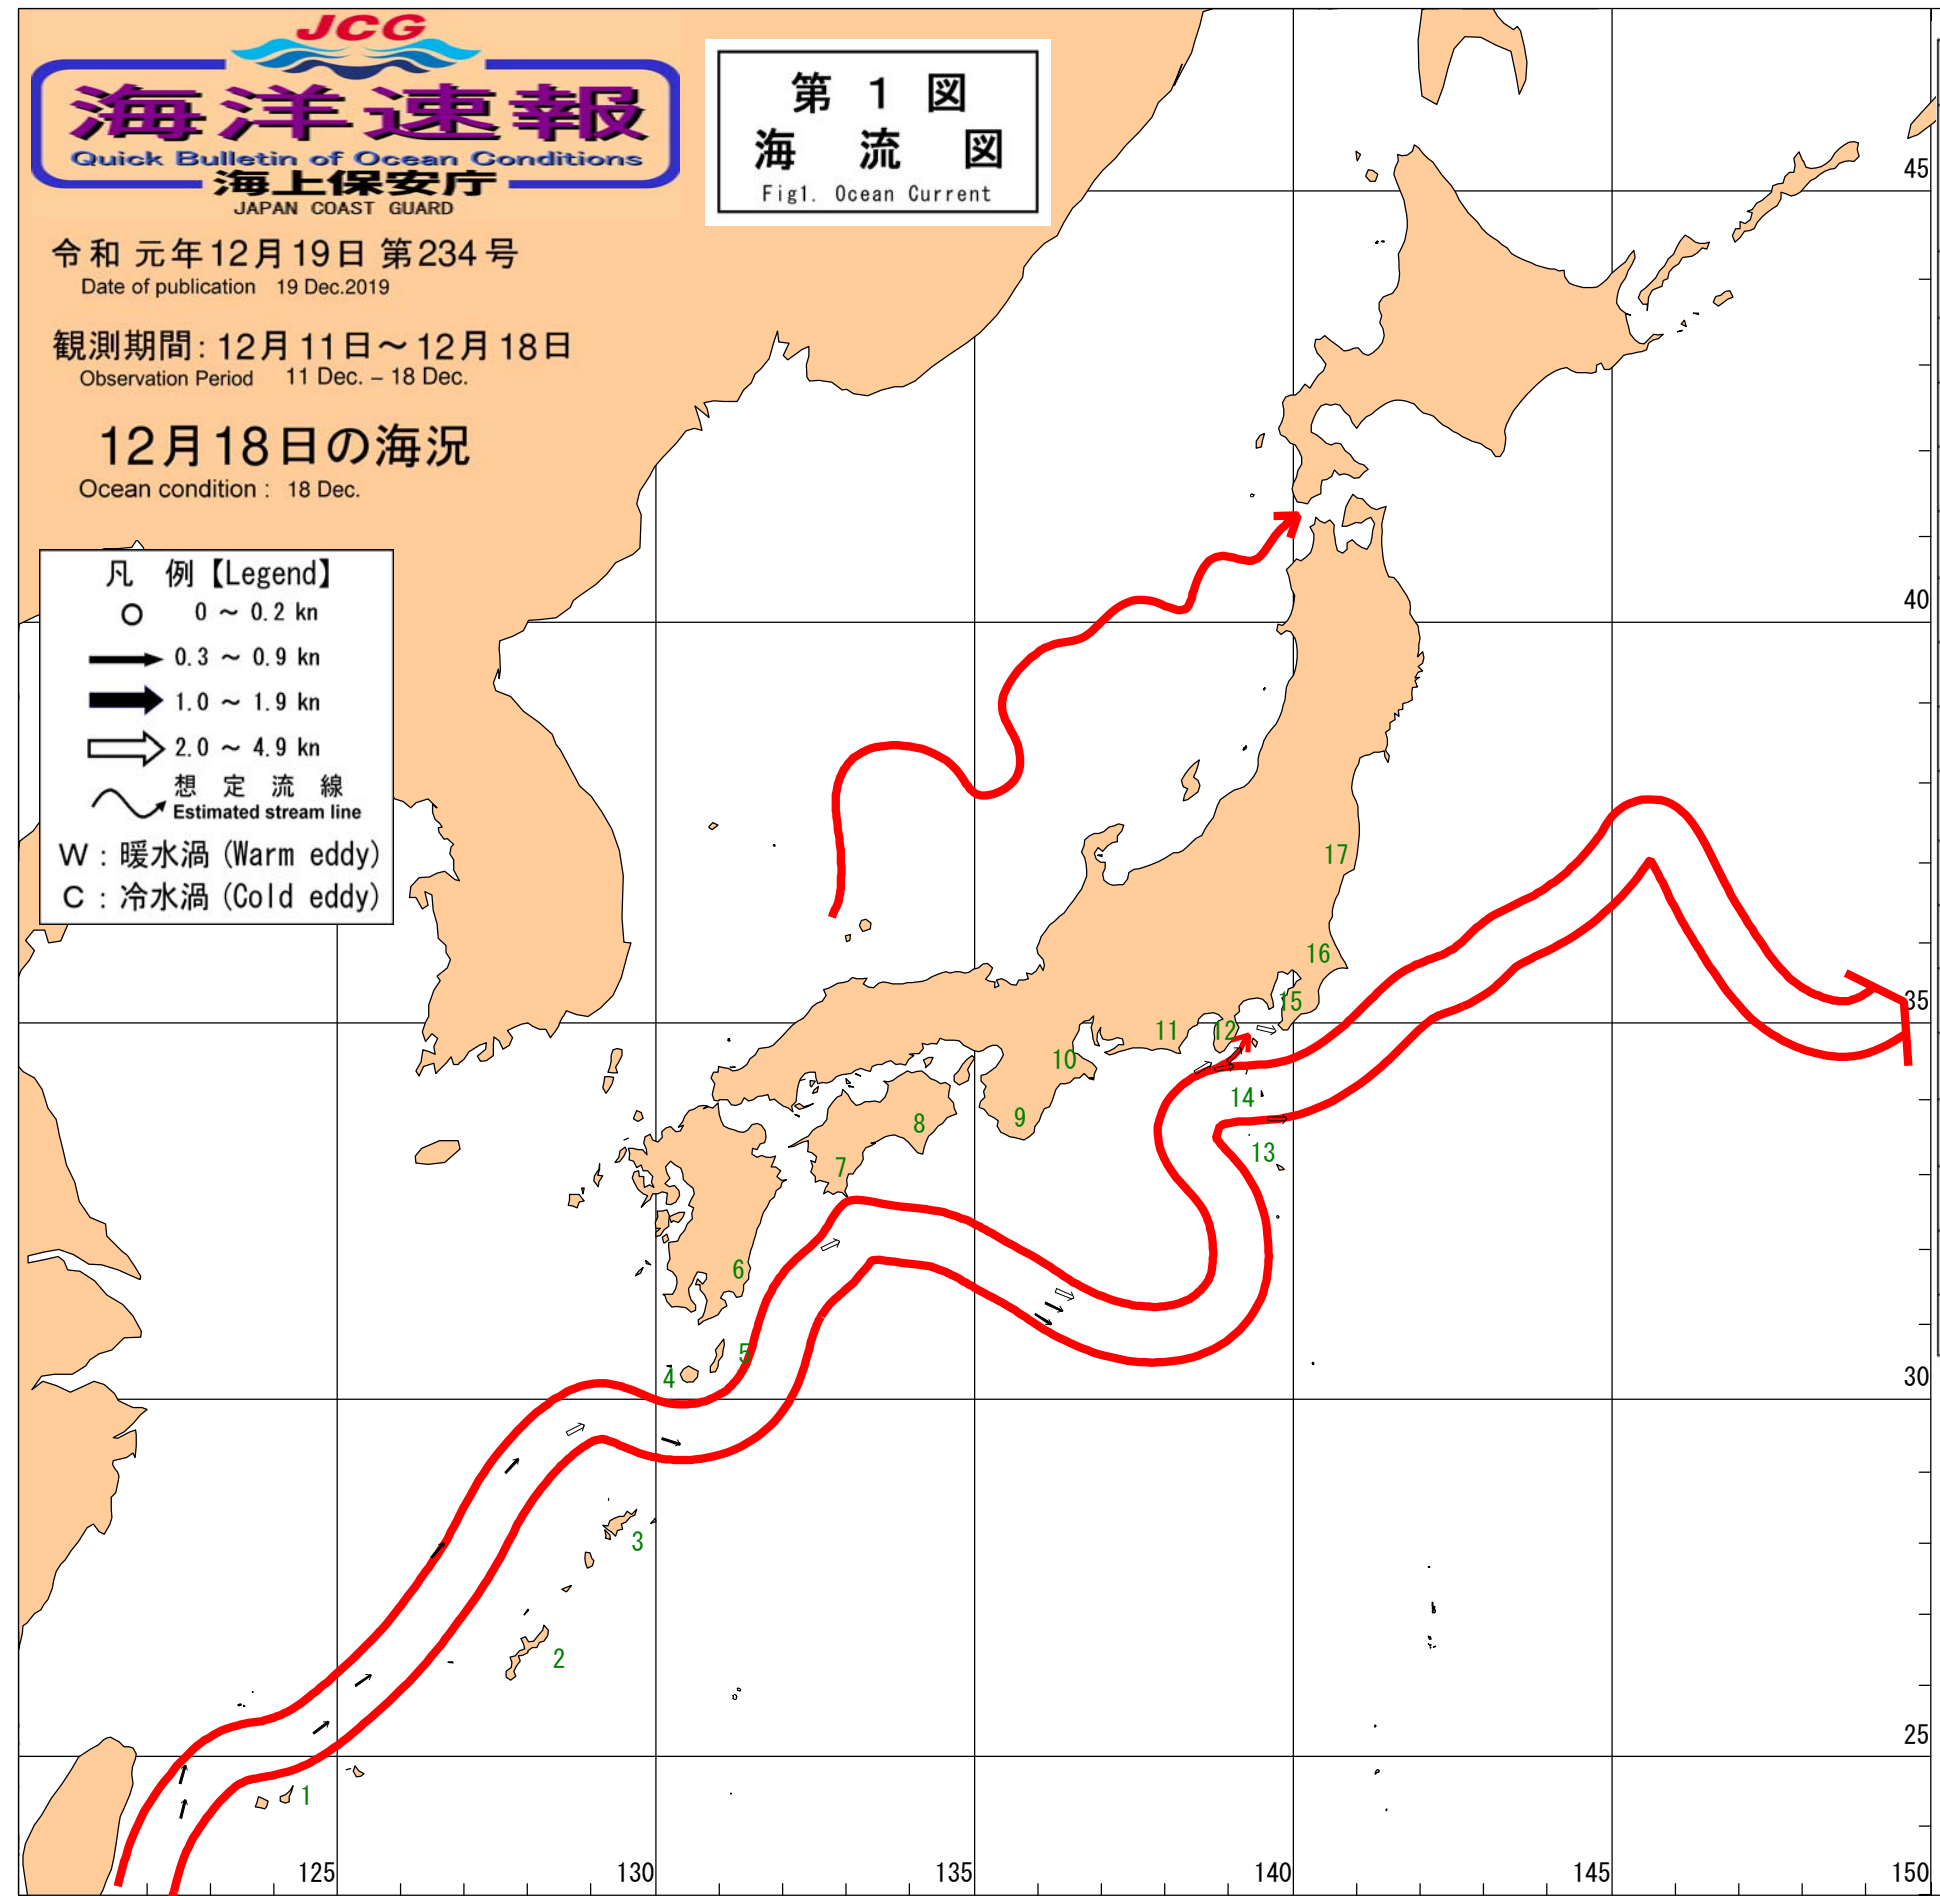 JCG
海洋速報
Quick Bulletin of Ocean Conditions
海上保安庁
JAPAN COAST GUARD
第 1 図
海 流 図
Fig1. Ocean Current
令和 元年12月19日 第234号
Date of publication 19 Dec.2019
観測期間: 12月11日～12月18日
Observation Period 11 Dec. – 18 Dec.
12月18日の海況
Ocean condition : 18 Dec.
凡 例【Legend】
0 ～ 0.2 kn
0.3 ～ 0.9 kn
1.0 ～ 1.9 kn
2.0 ～ 4.9 kn
想 定 流 線
Estimated stream line
W : 暖水渦 (Warm eddy)
C : 冷水渦 (Cold eddy)
45
40
17
16
35
15
12
11
10
14
9
8
13
7
6
5
4
30
3
2
25
1
125
130
135
140
145
150